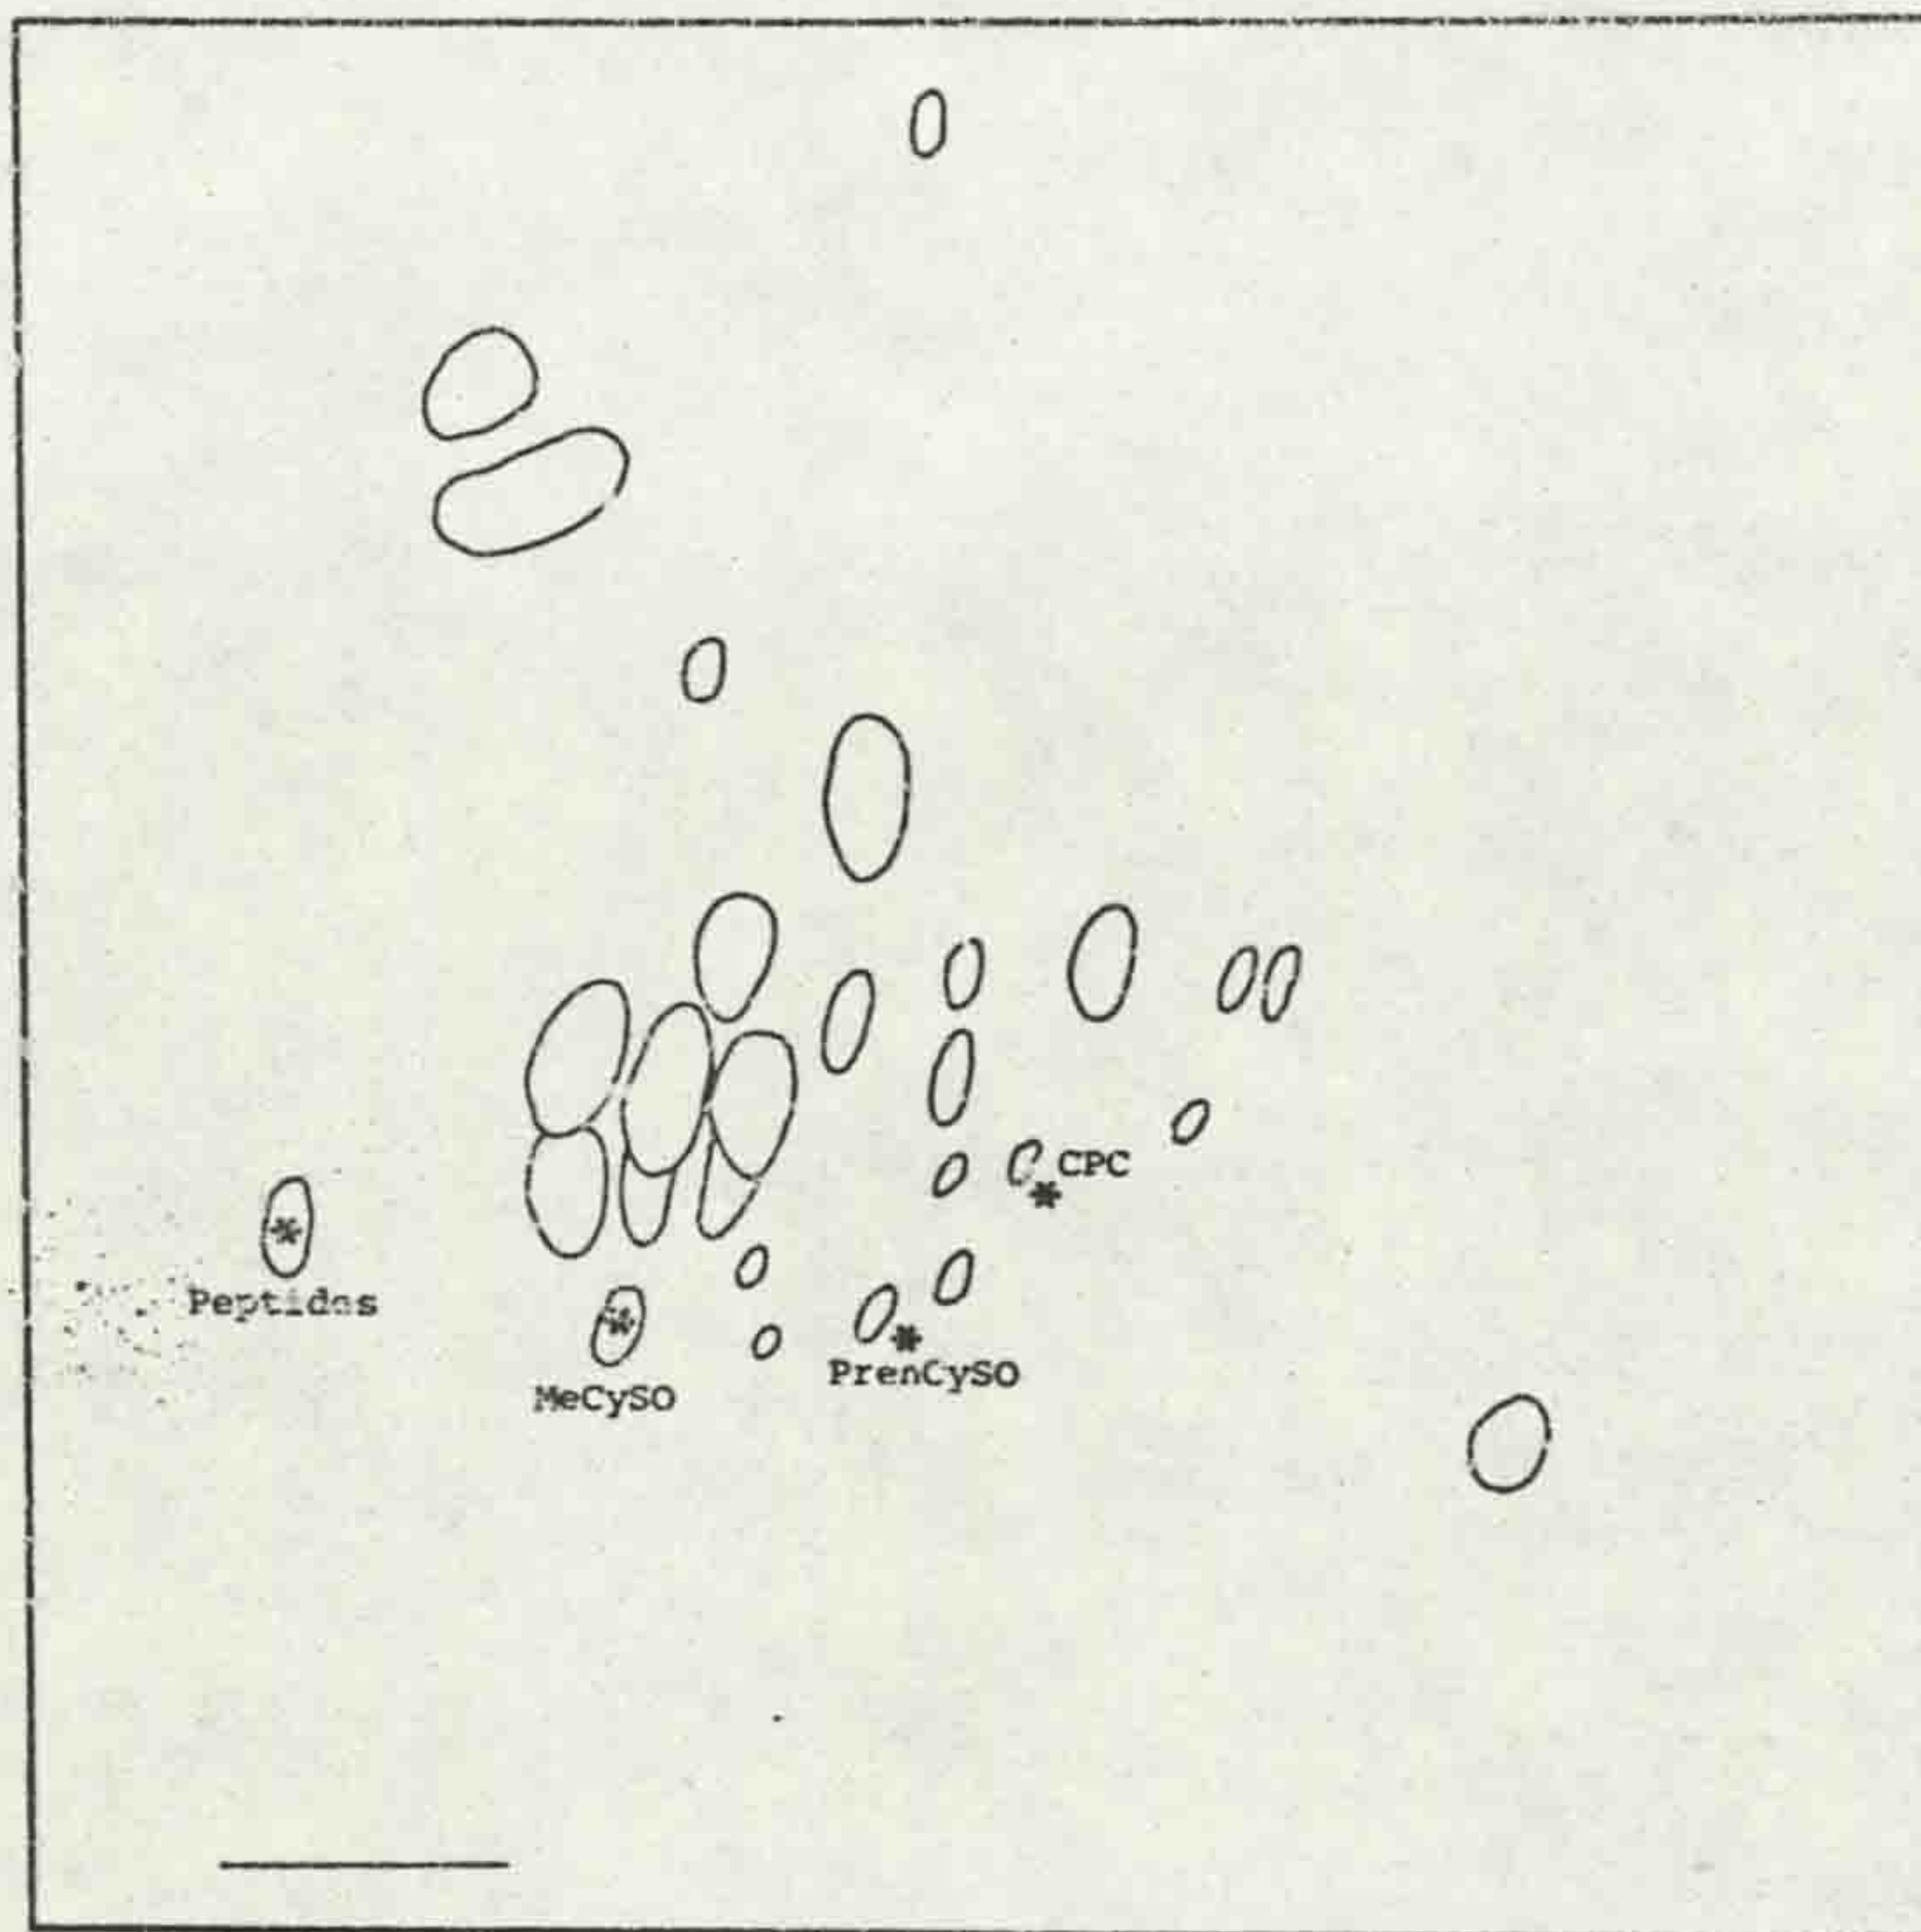 CPC
*
*
Peptides
*
*
PrenCySO
MeCySO